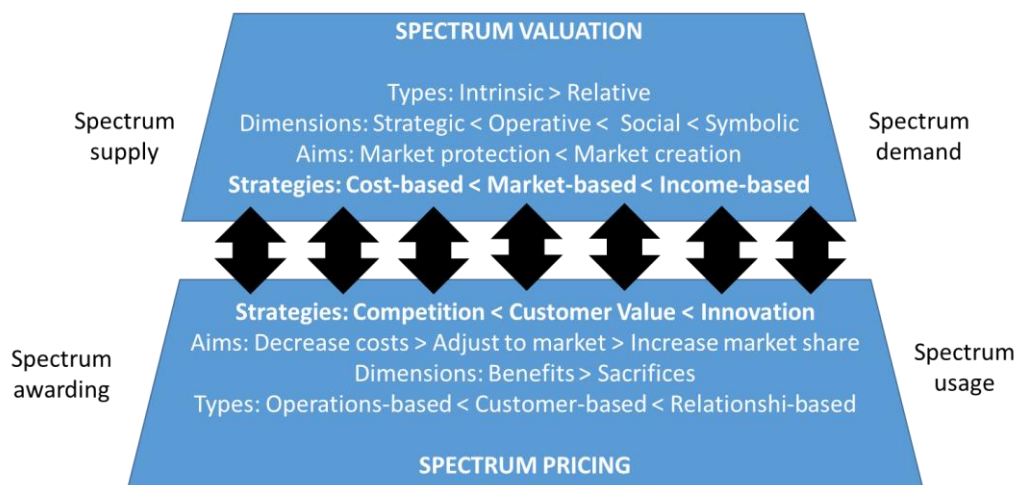 SPECTRUM VALUATION
Types: Intrinsic > Relative
Dimensions: Strategic < Operative < Social < Symbolic
Aims: Market protection < Market creation
Strategies: Cost-based < Market-based < Income-based
Spectrum
supply
Spectrum
demand
Strategies: Competition < Customer Value < Innovation
Aims: Decrease costs > Adjust to market > Increase market share
Dimensions: Benefits > Sacrifices
Types: Operations-based < Customer-based < Relationshi-based
SPECTRUM PRICING
Spectrum
awarding
Spectrum
usage